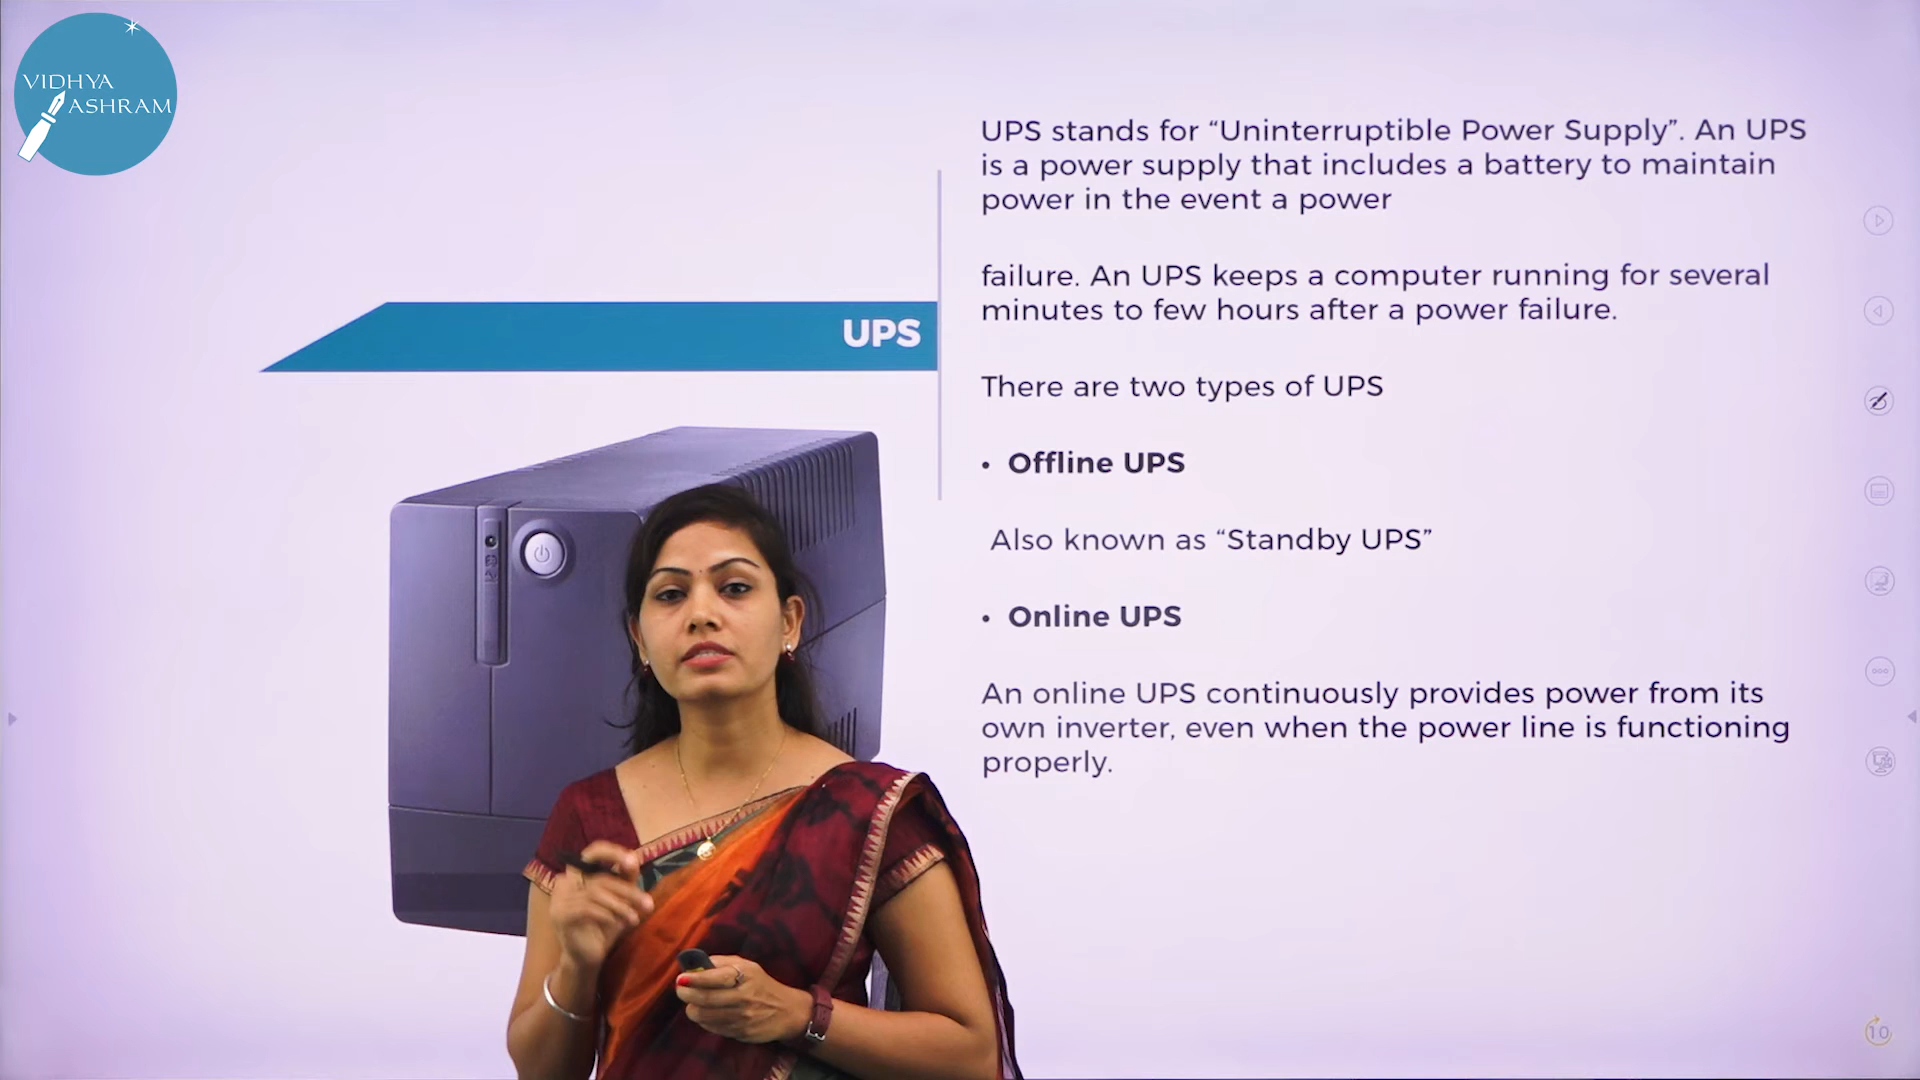 VIDHYA
ASHRAM
UPS stands for “Uninterruptible Power Supply”. An UPS
is a power supply that includes a battery to maintain
power in the event a power
failure. An UPS keeps a computer running for several
minutes to few hours after a power failure.
There are two types of UPS
• Offline UPS
Also known as “Standby UPS”
• Online UPS
An online UPS continuously provides power from its
own inverter, even when the power line is functioning
properly.
UPS
10